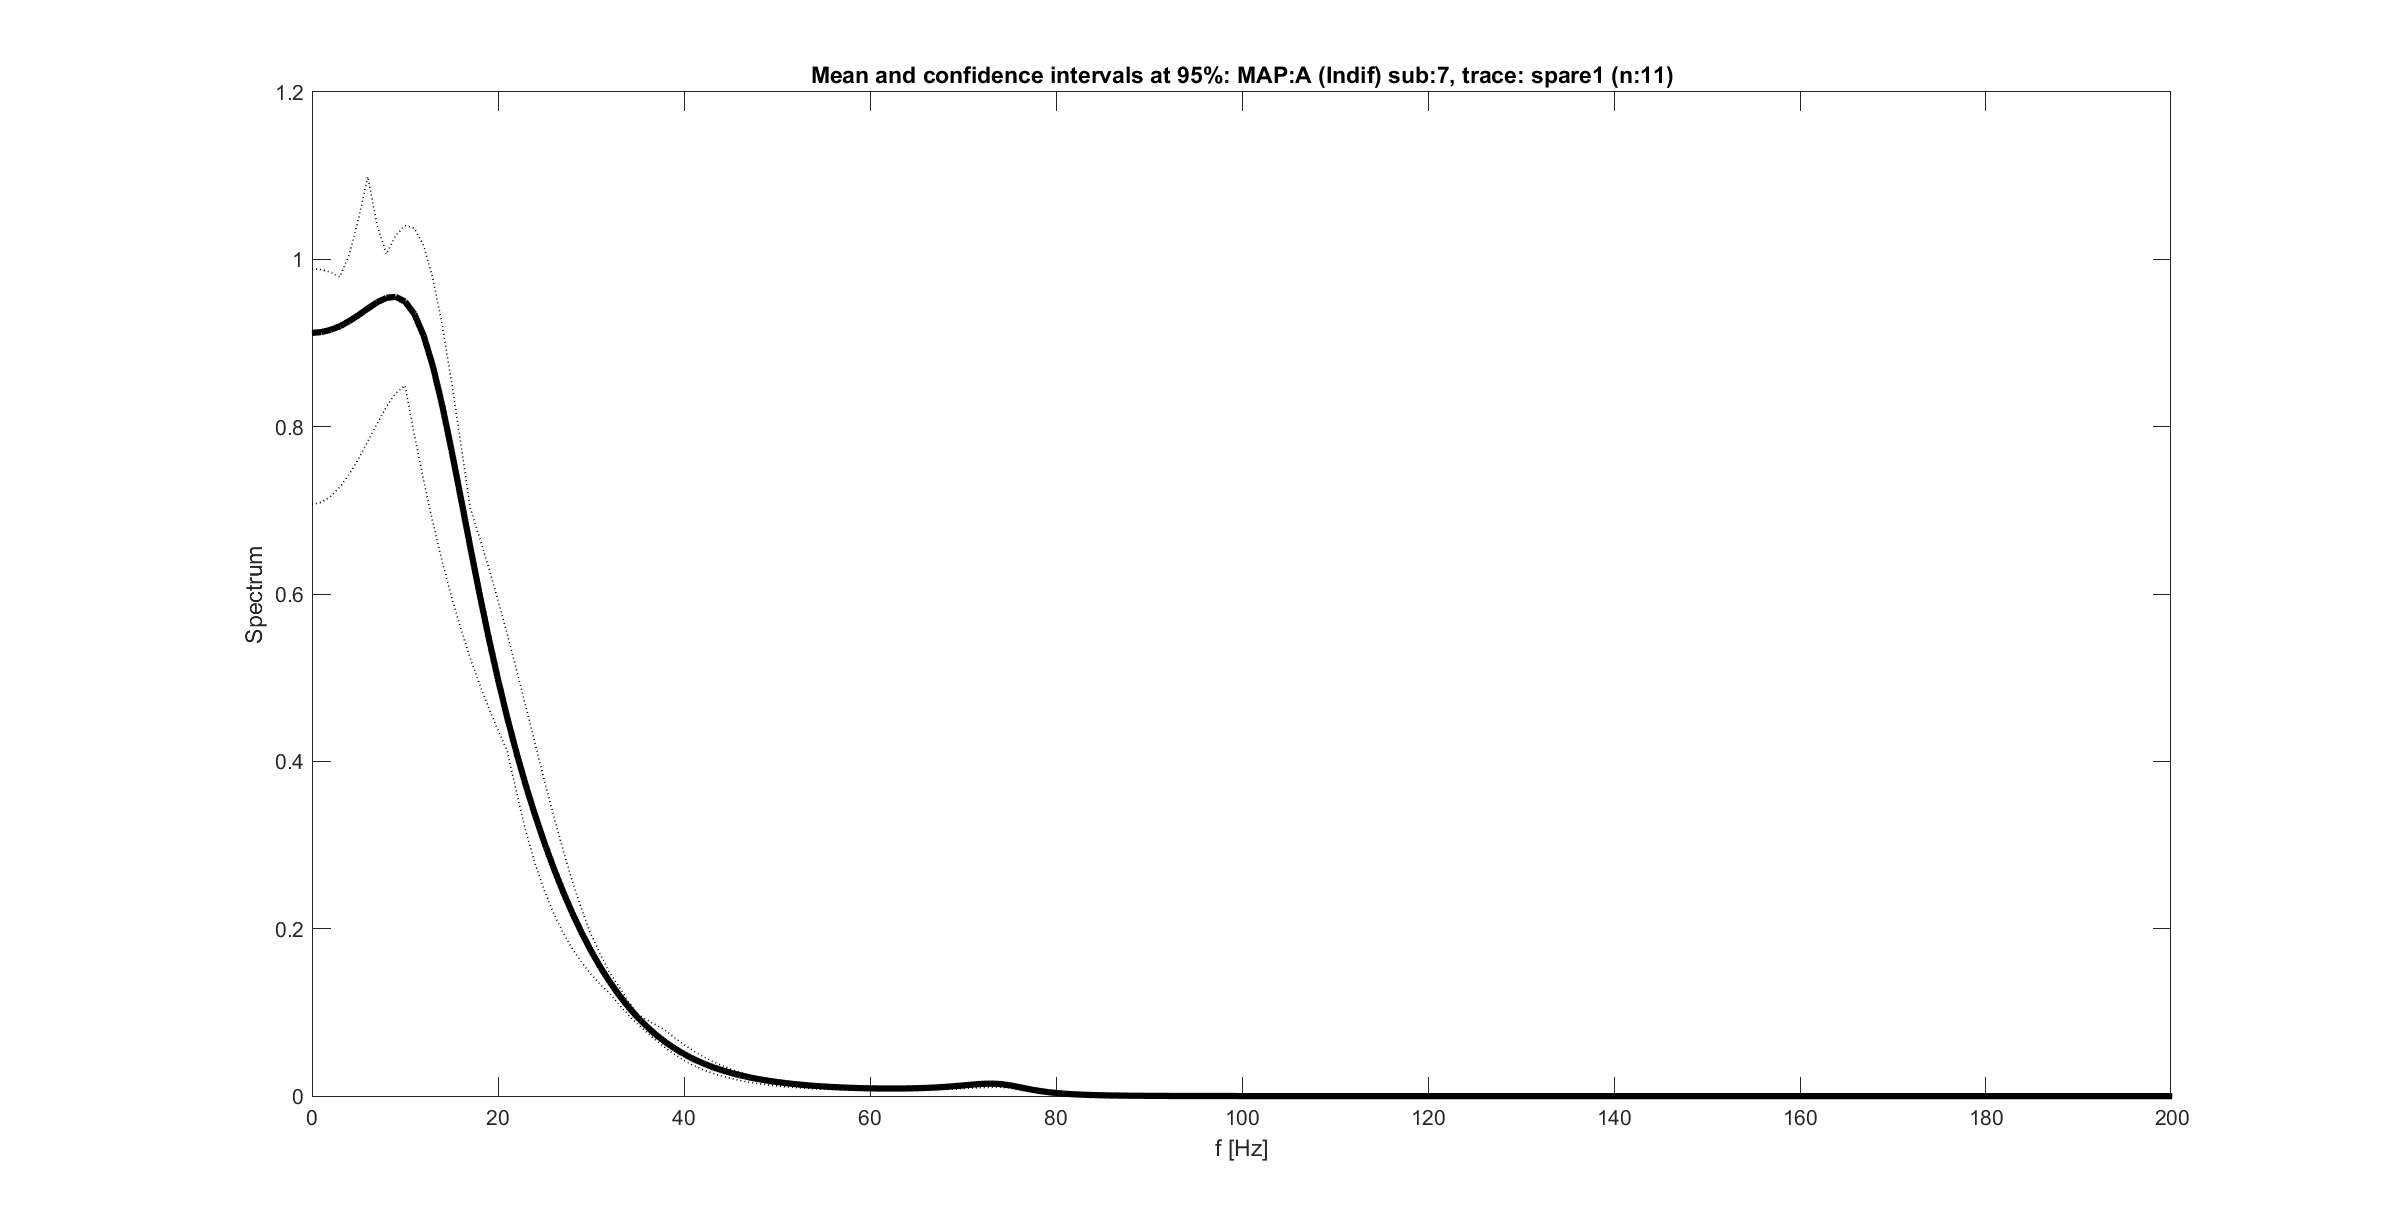 Mean and confidence intervals at 95%: MAP:A (Indif) sub:7, trace: spare1 (n:11)
1.2
1
0.8
0.6
0.4
0.2
0
Spectrum
0 20 40 60 80 100 120 140 160 180 200
f [Hz]